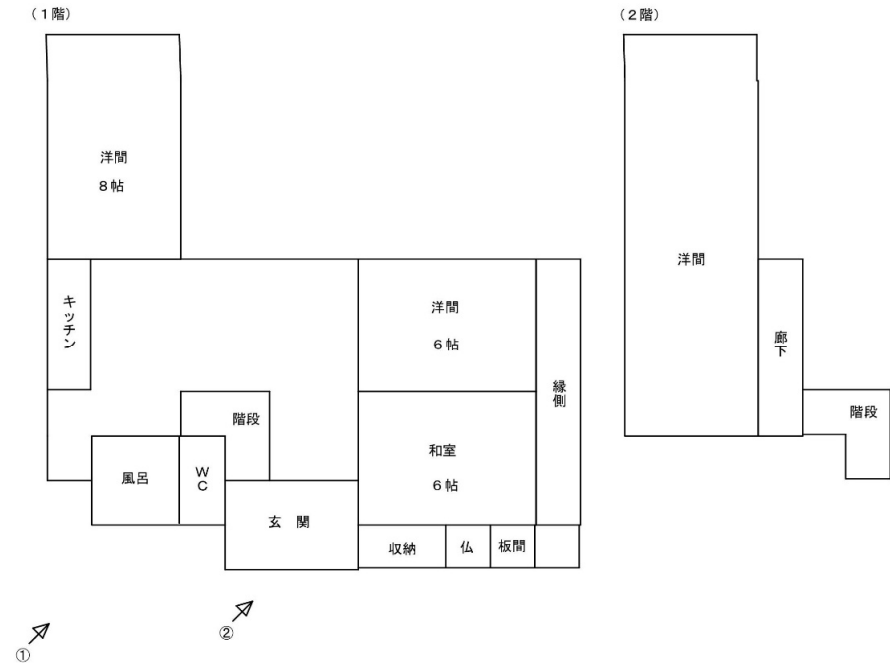 （１階）
（２階）
洋間
８帖
キッチン
洋間
６帖
縁側
階段
和室
６帖
風呂
ＷＣ
玄　関
収納
仏
板間
①
②
洋間
廊下
階段